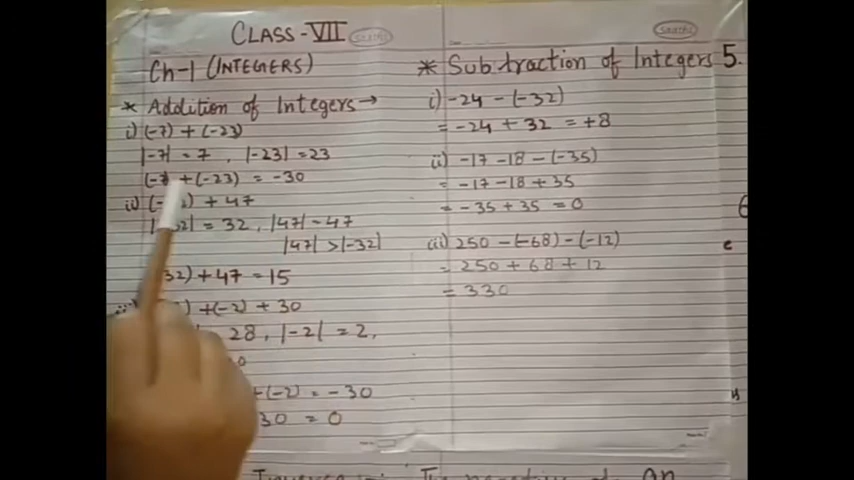 CLASS-VII
Ch-1 (INTEGERS)
* Addition of Integers →
i) (-7) + (-23)
|-7| = 7, |-23| = 23
(-7) + (-23) = -30
ii) + 47
= 32, |47| = 47
|47| > |-32|
32) + 47 = 15
+ (-2) + 30
28, |-2| = 2,
+ (-2) = -30
30 = 0
* Subtraction of Integers
i) -24 - (-32)
= -24 + 32 = +8
ii) -17 - 18 - (-35)
= -17 - 18 + 35
= -35 + 35 = 0
iii) 250 - (-68) - (-12)
= 250 + 68 + 12
= 330
5.